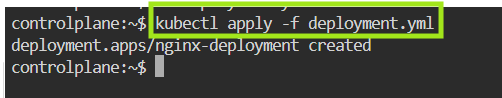 controlplane:~$ kubectl apply -f deployment.yml
deployment.apps/nginx-deployment created
controlplane:~$